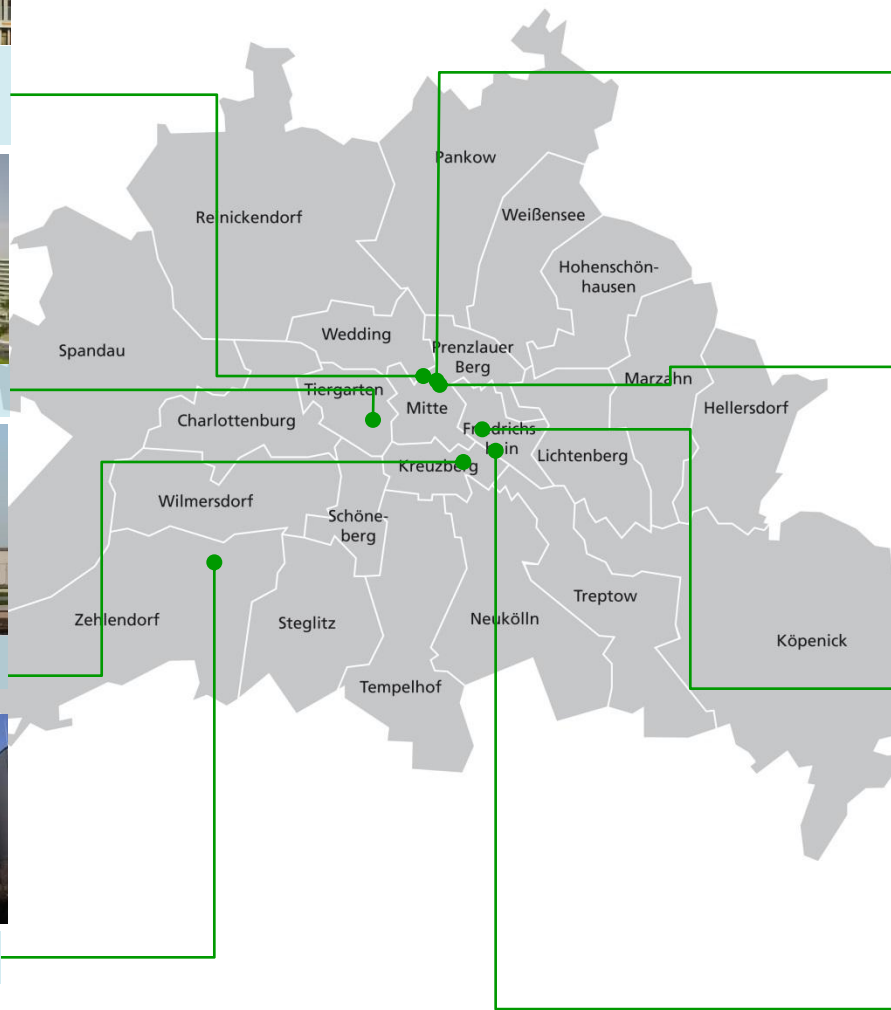 Pankow
Reinickendorf
Weißensee
Hohenschön-
hausen
Wedding
Prenzlauer
Berg
Spandau
Tiergarten
Marzahn
Mitte
Hellersdorf
Charlottenburg
Friedrichs
hain
Lichtenberg
Kreuzberg
Wilmersdorf
Schöne-
berg
Treptow
Zehlendorf
Steglitz
Neukölln
Köpenick
Tempelhof